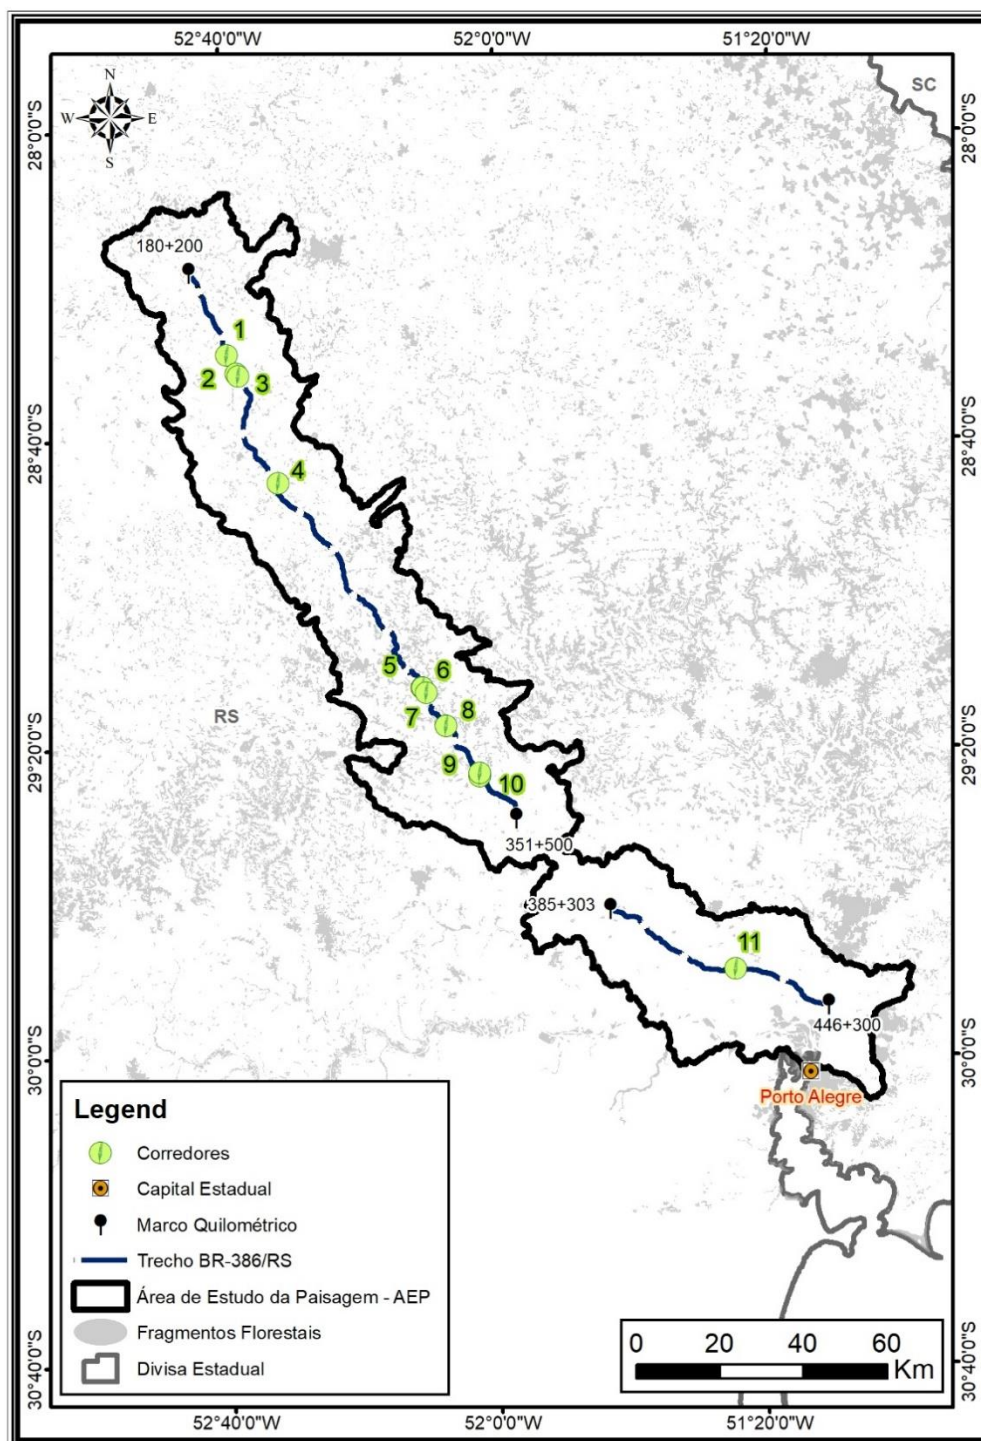 52°40'0"W 52°0'0"W 51°20'0"W
N
W E
S
SC
28°0'0"S 28°0'0"S
180+200
1
2 3
28°40'0"S 28°40'0"S
4
5 6
7 8
RS
29°20'0"S 29°20'0"S
9 10
351+500
385+303
11
446+300
30°0'0"S 30°0'0"S
Porto Alegre
Legend
Corredores
Capital Estadual
Marco Quilométrico
Trecho BR-386/RS
Área de Estudo da Paisagem - AEP
Fragmentos Florestais
Divisa Estadual
0 20 40 60
Km
30°40'0"S 30°40'0"S
52°40'0"W 52°0'0"W 51°20'0"W